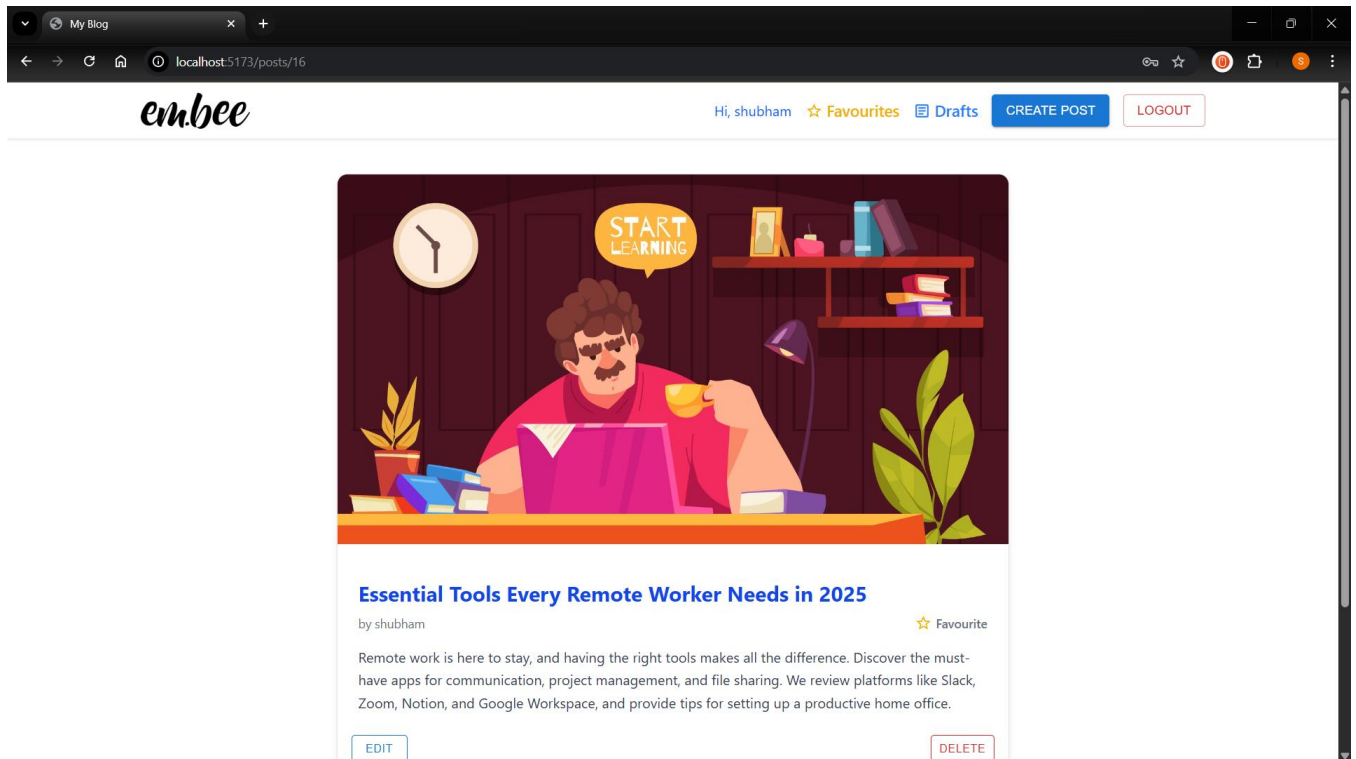 My Blog
localhost:5173/posts/16
S
em.bee
Hi, shubham Favourites Drafts CREATE POST LOGOUT
START
LEARNING
Essential Tools Every Remote Worker Needs in 2025
by shubham Favourite
Remote work is here to stay, and having the right tools makes all the difference. Discover the must-
have apps for communication, project management, and file sharing. We review platforms like Slack,
Zoom, Notion, and Google Workspace, and provide tips for setting up a productive home office.
EDIT DELETE